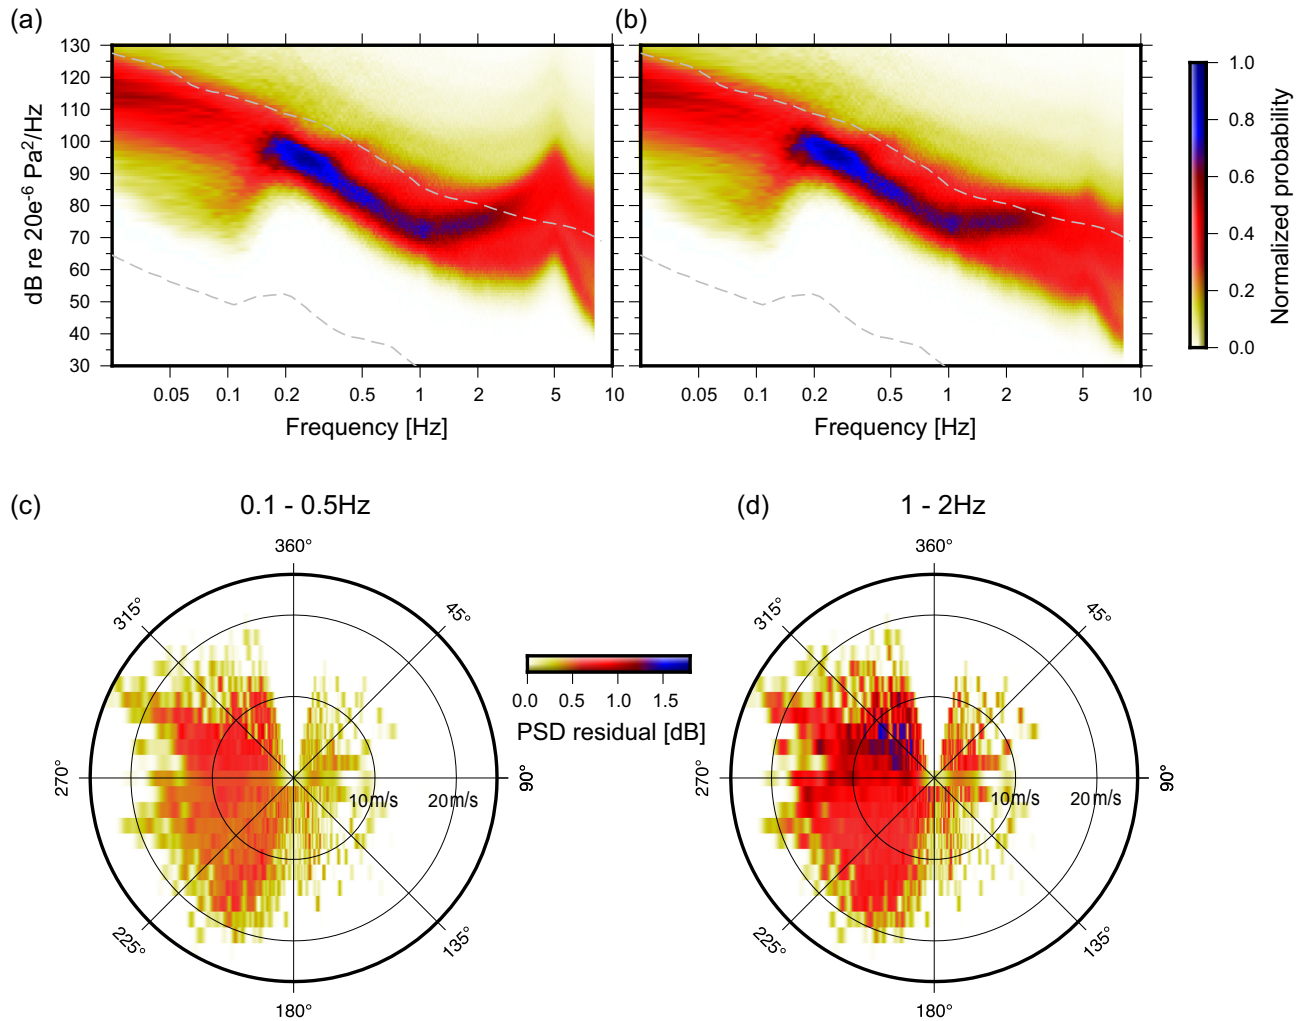 (a)
(b)
130
120
110
100
90
80
70
60
50
40
30
dB re 20e-6 Pa2/Hz
0.05 0.1 0.2 0.5 1 2 5 10
Frequency [Hz]
0.05 0.1 0.2 0.5 1 2 5 10
Frequency [Hz]
1.0
0.8
0.6
0.4
0.2
0.0
Normalized probability
(c)
0.1 - 0.5Hz
360°
45°
90°
135°
180°
225°
270°
315°
10m/s
20m/s
0.0 0.5 1.0 1.5
PSD residual [dB]
(d)
1 - 2Hz
360°
45°
90°
135°
180°
225°
270°
315°
10m/s
20m/s